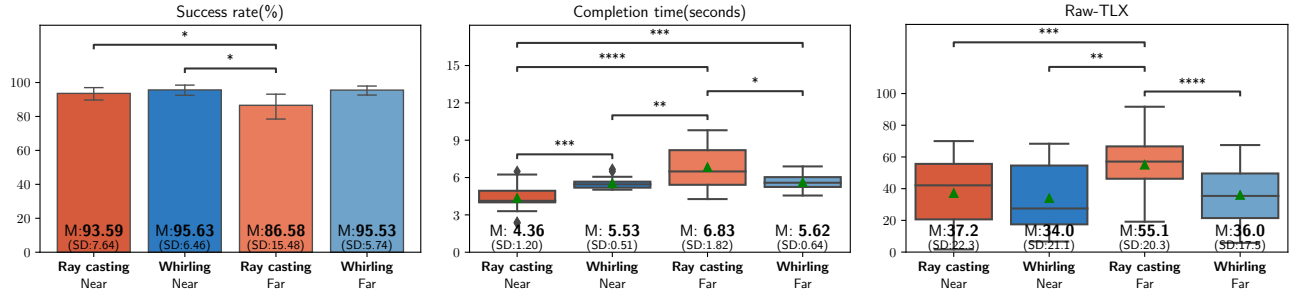 Success rate(%)
*
*
100
80
60
40
20
0
M:93.59
(SD:7.64)
M:95.63
(SD:6.46)
M:86.58
(SD:15.48)
M:95.53
(SD:5.74)
Ray casting
Near
Whirling
Near
Ray casting
Far
Whirling
Far
Completion time(seconds)
***
****
*
**
***
15
12
9
6
3
0
M: 4.36
(SD:1.20)
M: 5.53
(SD:0.51)
M: 6.83
(SD:1.82)
M: 5.62
(SD:0.64)
Ray casting
Near
Whirling
Near
Ray casting
Far
Whirling
Far
Raw-TLX
***
**
****
100
80
60
40
20
0
M:37.2
(SD:22.3)
M:34.0
(SD:21.1)
M:55.1
(SD:20.3)
M:36.0
(SD:17.5)
Ray casting
Near
Whirling
Near
Ray casting
Far
Whirling
Far